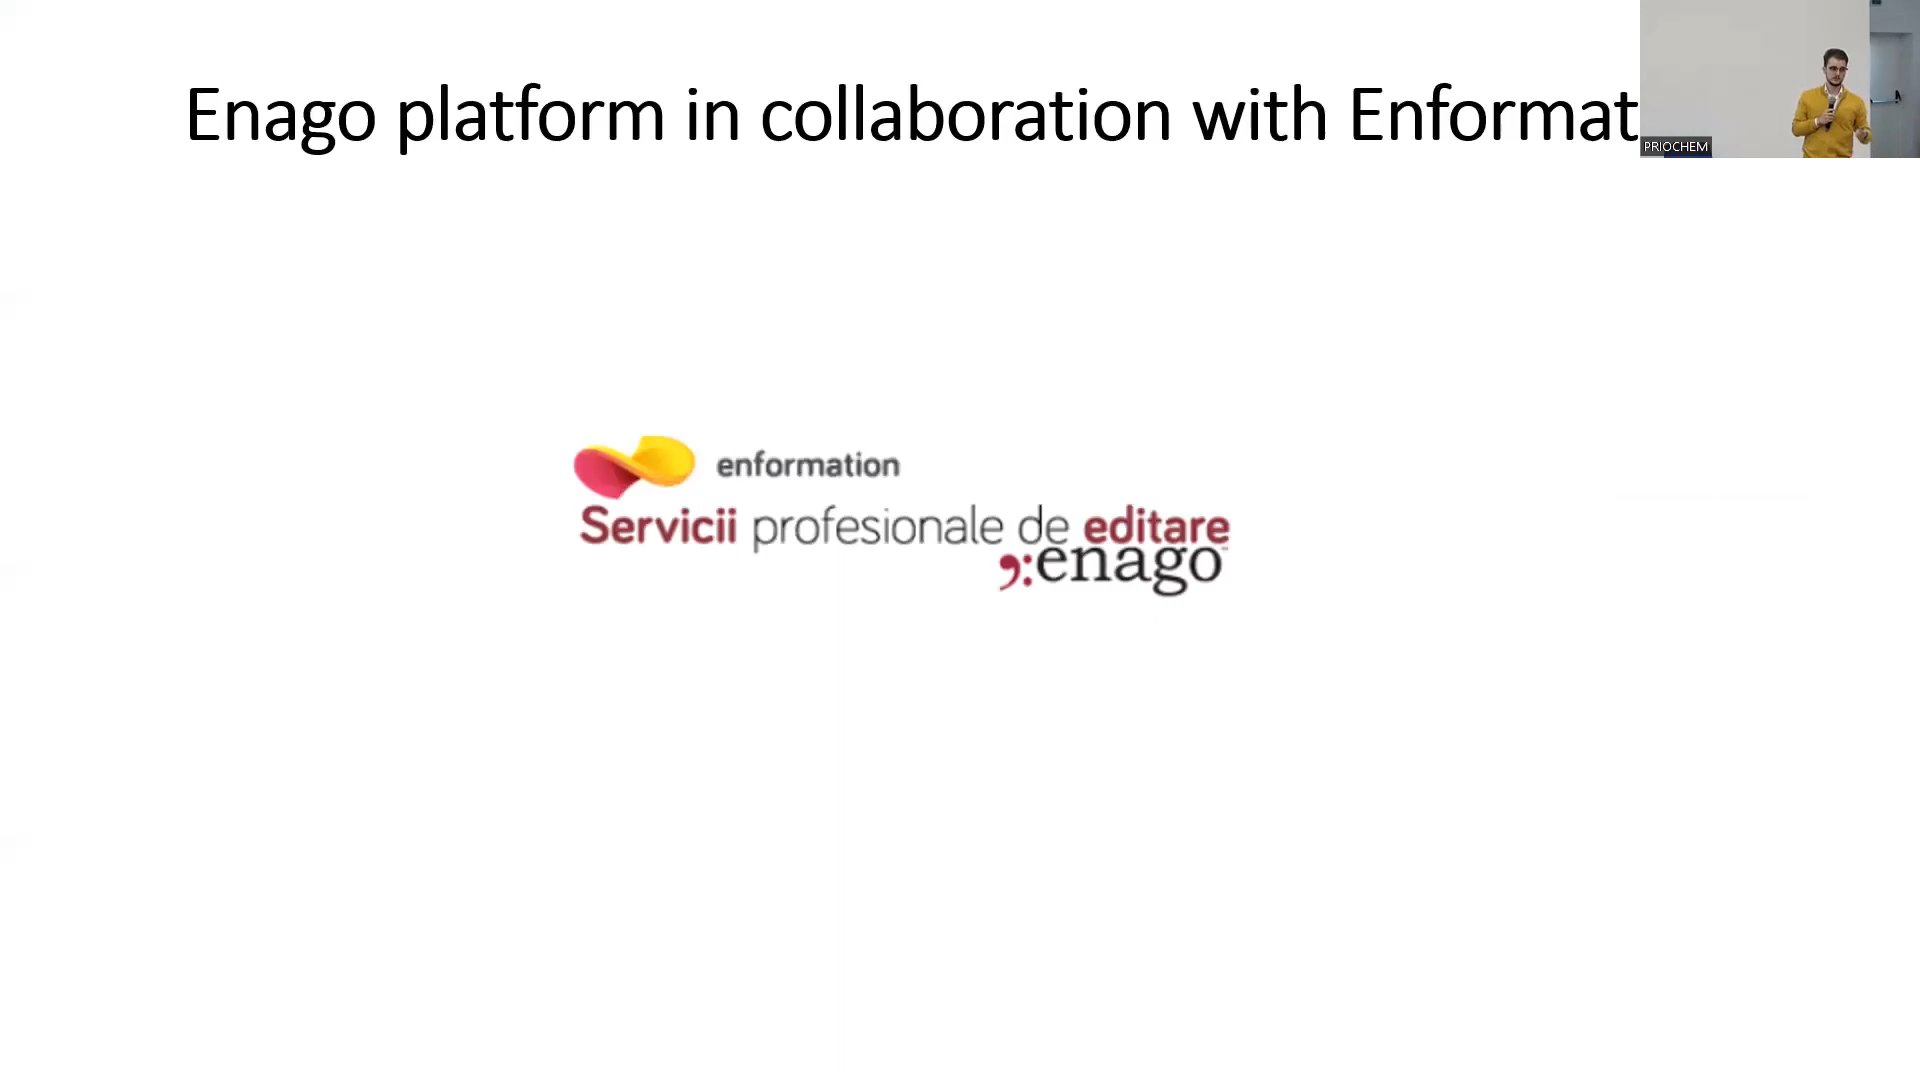 Enago platform in collaboration with Enformat
PRIOCHEM
enformation
Servicii profesionale de editare
enago